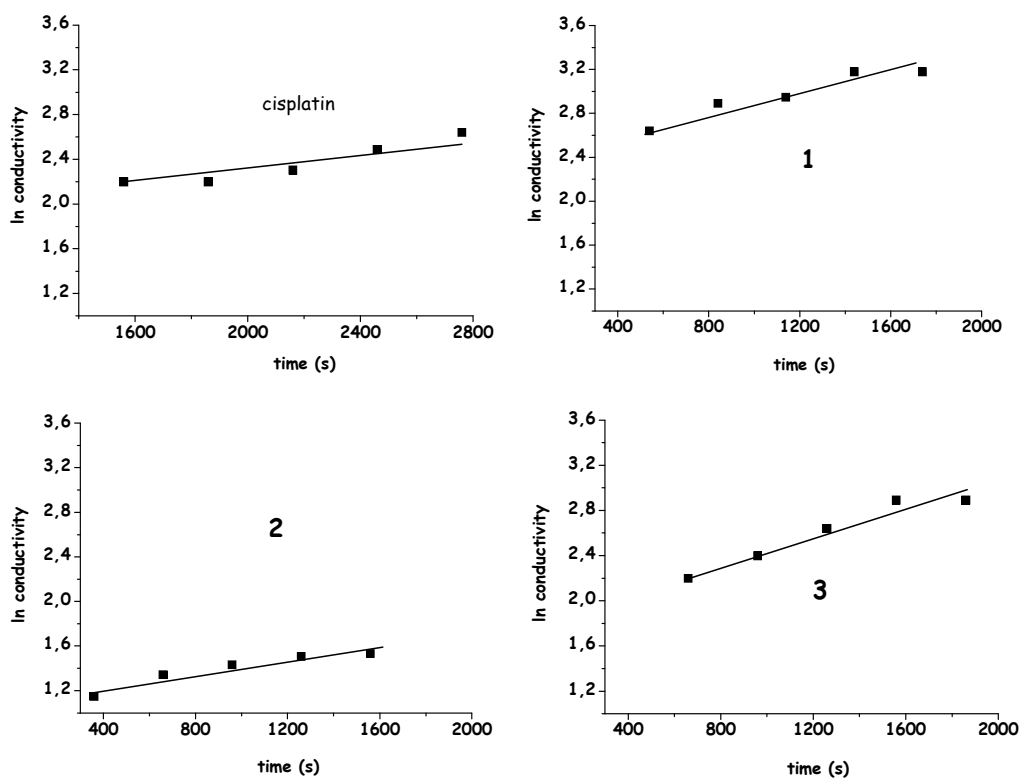 3,6
3,2
2,8
2,4
2,0
1,6
1,2
ln conductivity
cisplatin
1600 2000 2400 2800
time (s)
3,6
3,2
2,8
2,4
2,0
1,6
1,2
ln conductivity
1
400 800 1200 1600 2000
time (s)
3,6
3,2
2,8
2,4
2,0
1,6
1,2
ln conductivity
2
400 800 1200 1600 2000
time (s)
3,6
3,2
2,8
2,4
2,0
1,6
1,2
ln conductivity
3
400 800 1200 1600 2000
time (s)